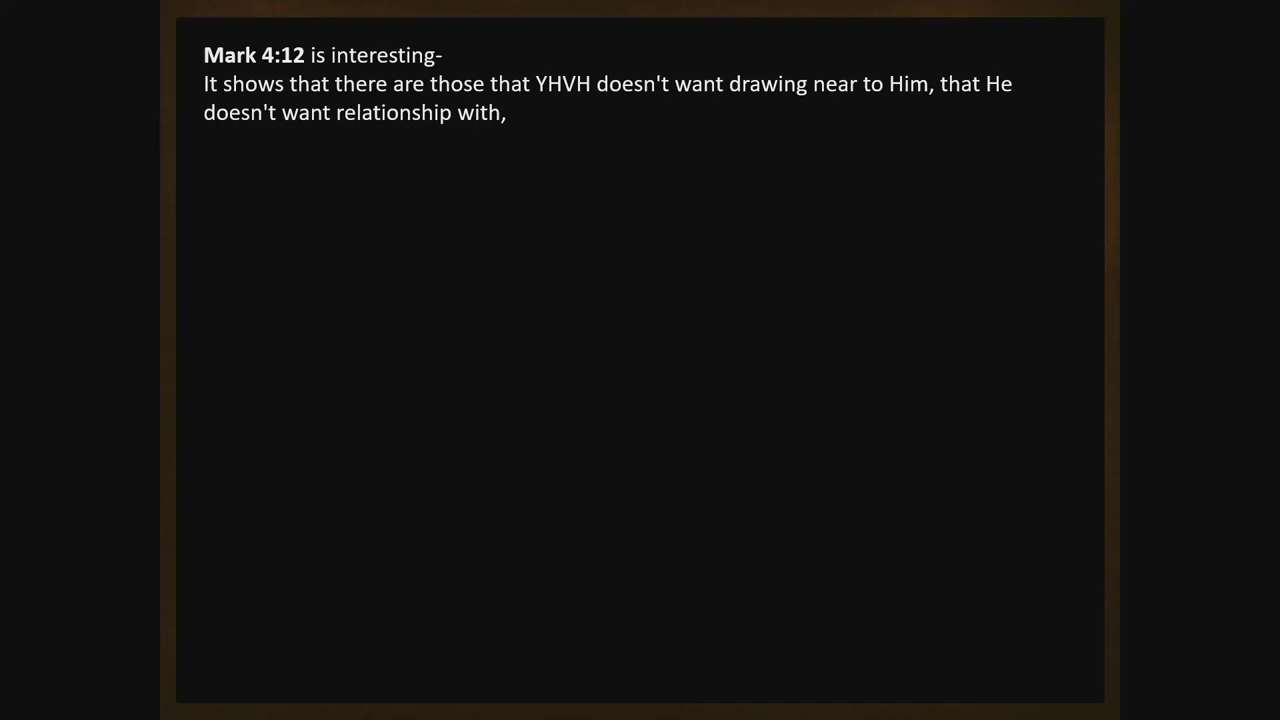 Mark 4:12 is interesting-
It shows that there are those that YHVH doesn't want drawing near to Him, that He
doesn't want relationship with,